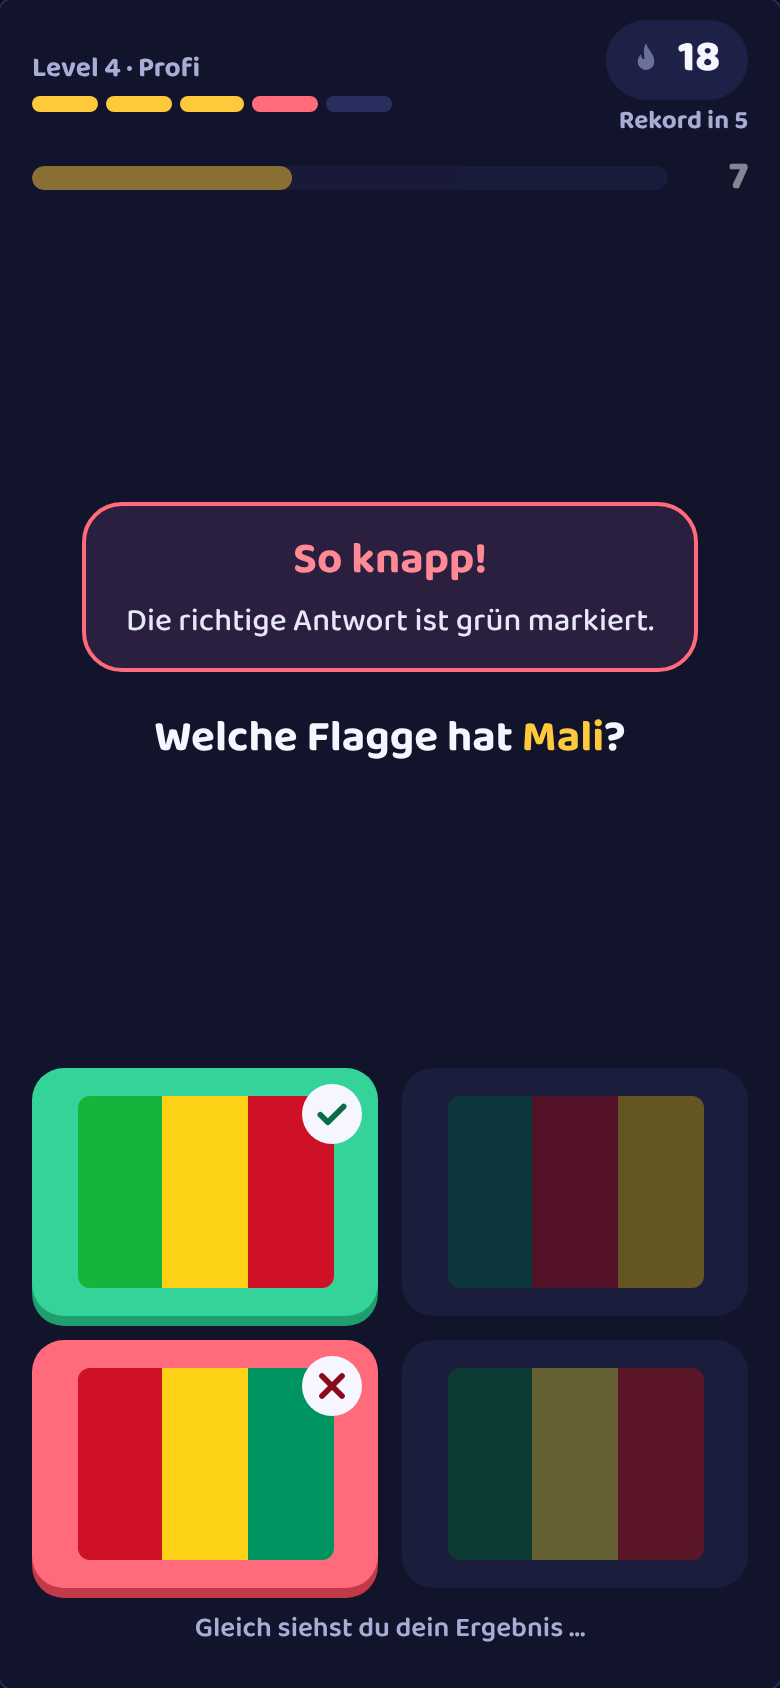 Level 4 · Profi
18
Rekord in 5
7
So knapp!
Die richtige Antwort ist grün markiert.
Welche Flagge hat Mali?
Gleich siehst du dein Ergebnis ...